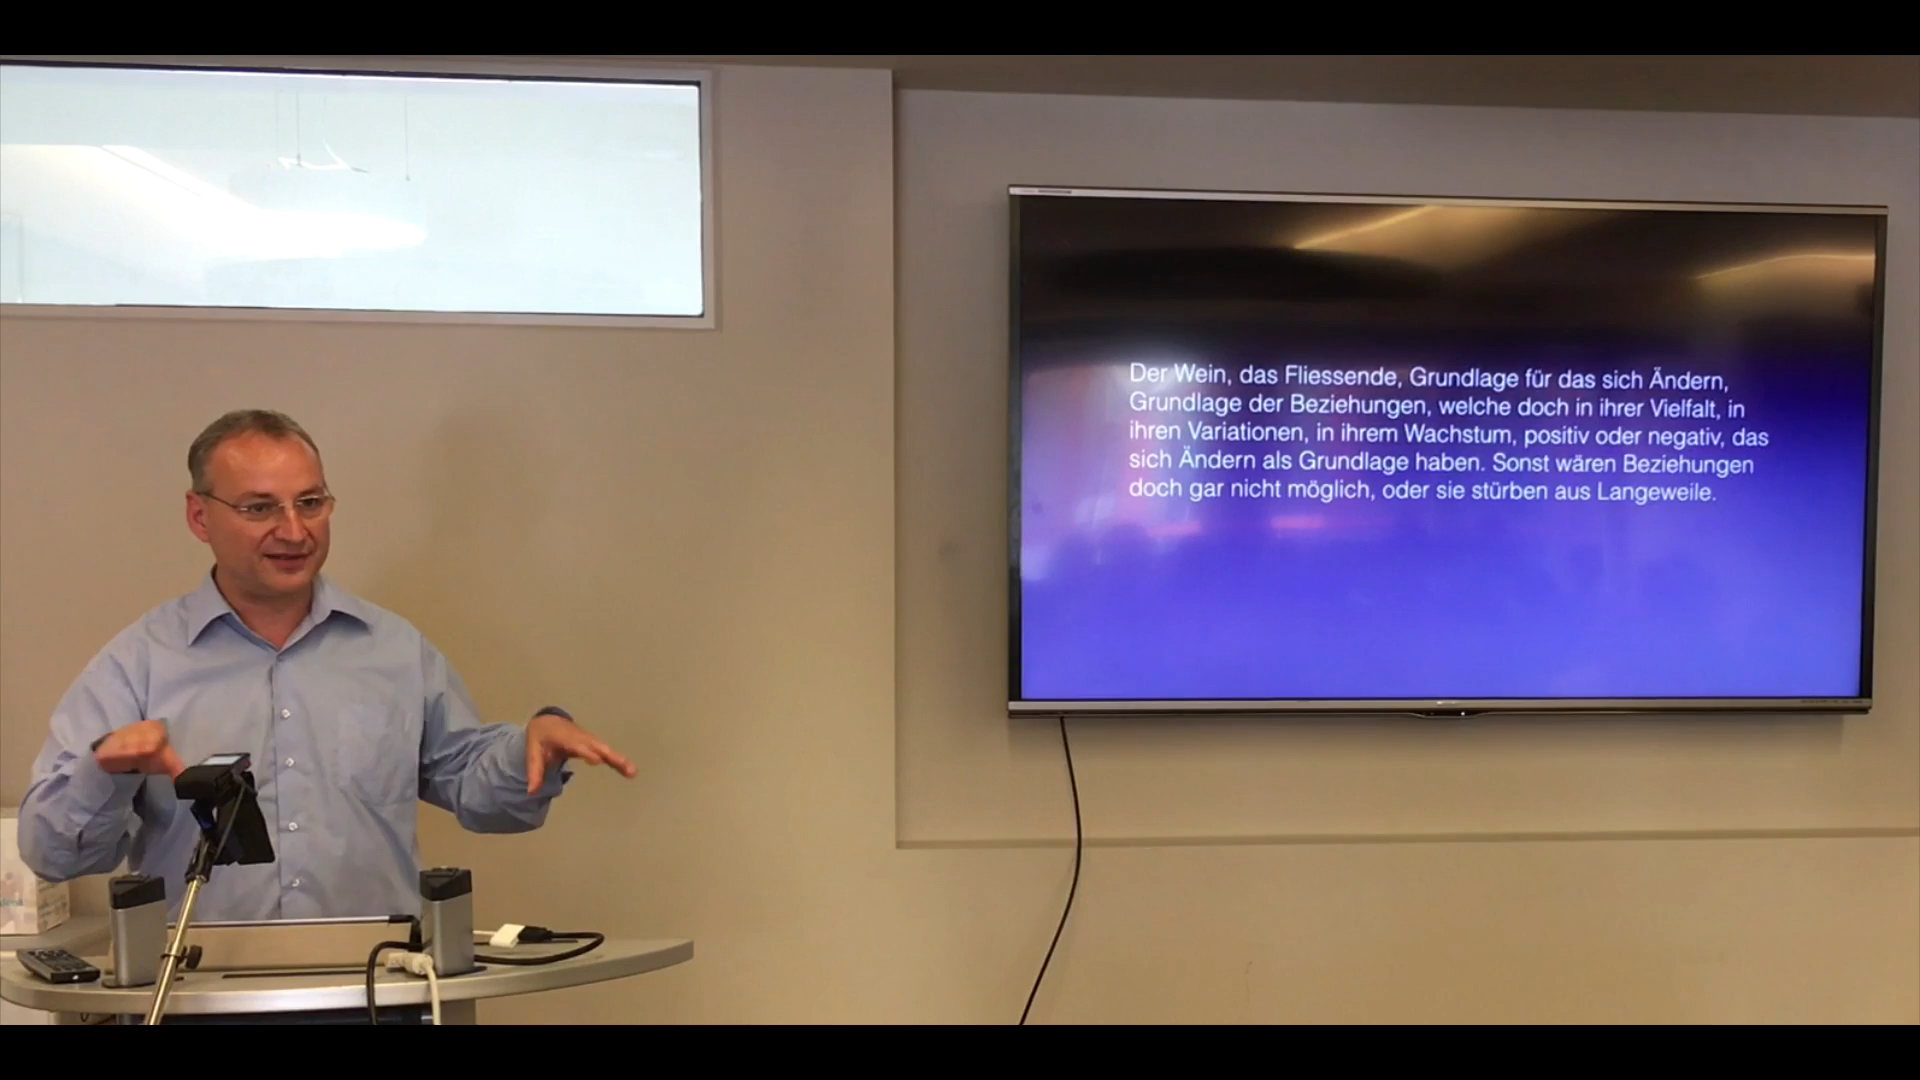 Der Wein, das Fliessende, Grundlage für das sich Ändern,
Grundlage der Beziehungen, welche doch in ihrer Vielfalt, in
ihren Variationen, in ihrem Wachstum, positiv oder negativ, das
sich Ändern als Grundlage haben. Sonst wären Beziehungen
doch gar nicht möglich, oder sie stürben aus Langeweile.